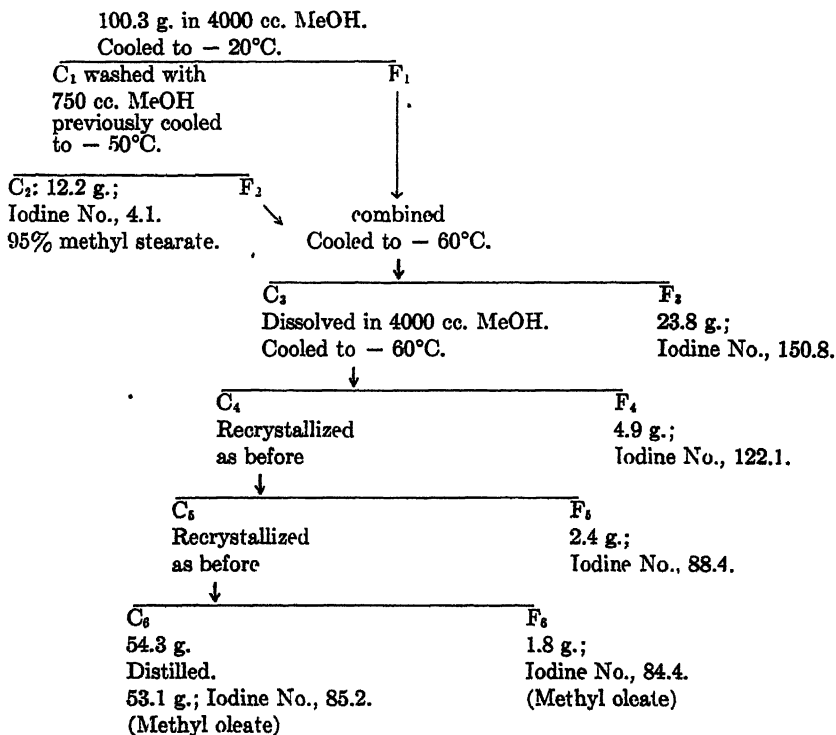 100.3 g. in 4000 cc. MeOH.
Cooled to − 20°C.
C₁ washed with
750 cc. MeOH
previously cooled
to − 50°C.
F₁
C₂: 12.2 g.;
Iodine No., 4.1.
95% methyl stearate.
F₂
combined
Cooled to − 60°C.
C₃
Dissolved in 4000 cc. MeOH.
Cooled to − 60°C.
F₃
23.8 g.;
Iodine No., 150.8.
C₄
Recrystallized
as before
F₄
4.9 g.;
Iodine No., 122.1.
C₅
Recrystallized
as before
F₅
2.4 g.;
Iodine No., 88.4.
C₆
54.3 g.
Distilled.
53.1 g.; Iodine No., 85.2.
(Methyl oleate)
F₆
1.8 g.;
Iodine No., 84.4.
(Methyl oleate)